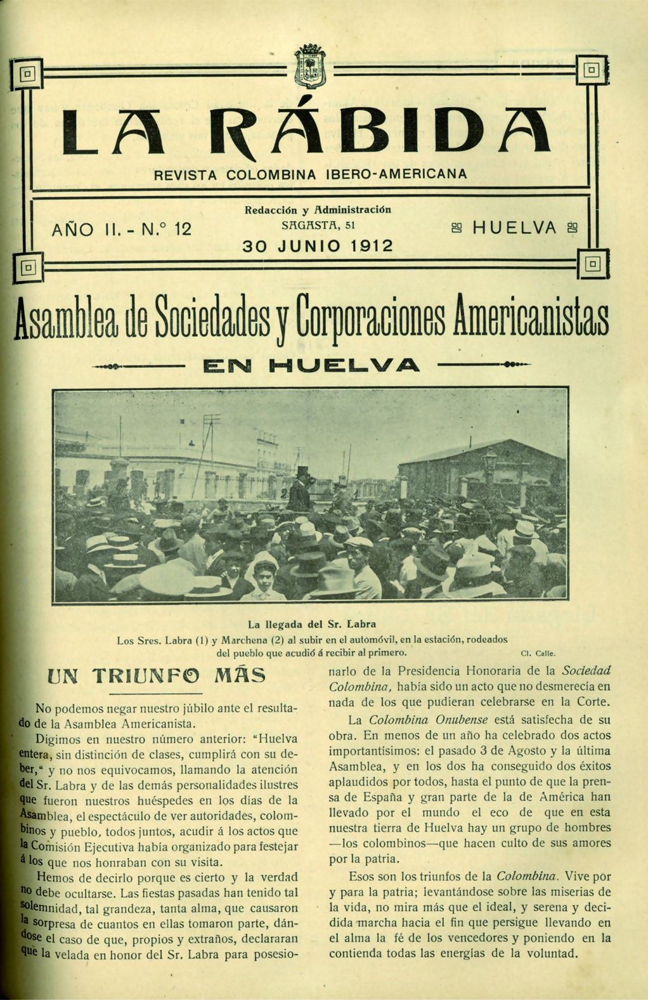 LA RÁBIDA
REVISTA COLOMBINA IBERO-AMERICANA
AÑO II. - N.° 12
Redacción y Administración
SAGASTA, 51
30 JUNIO 1912
HUELVA
Asamblea de Sociedades y Corporaciones Americanistas
EN HUELVA
2
1
La llegada del Sr. Labra
Los Sres. Labra (1) y Marchena (2) al subir en el automóvil, en la estación, rodeados
del pueblo que acudió á recibir al primero.
Cl. Calle.
UN TRIUNFO MÁS
No podemos negar nuestro júbilo ante el resulta-
do de la Asamblea Americanista.
Digimos en nuestro número anterior: "Huelva
entera, sin distinción de clases, cumplirá con su de-
ber," y no nos equivocamos, llamando la atención
del Sr. Labra y de las demás personalidades ilustres
que fueron nuestros huéspedes en los días de la
Asamblea, el espectáculo de ver autoridades, colom-
binos y pueblo, todos juntos, acudir á los actos que
la Comisión Ejecutiva había organizado para festejar
á los que nos honraban con su visita.
Hemos de decirlo porque es cierto y la verdad
no debe ocultarse. Las fiestas pasadas han tenido tal
solemnidad, tal grandeza, tanta alma, que causaron
la sorpresa de cuantos en ellas tomaron parte, dán-
dose el caso de que, propios y extraños, declararan
que la velada en honor del Sr. Labra para posesio-
narlo de la Presidencia Honoraria de la Sociedad
Colombina, había sido un acto que no desmerecía en
nada de los que pudieran celebrarse en la Corte.
La Colombina Onubense está satisfecha de su
obra. En menos de un año ha celebrado dos actos
importantísimos: el pasado 3 de Agosto y la última
Asamblea, y en los dos ha conseguido dos éxitos
aplaudidos por todos, hasta el punto de que la pren-
sa de España y gran parte de la de América han
llevado por el mundo el eco de que en esta
nuestra tierra de Huelva hay un grupo de hombres
—los colombinos—que hacen culto de sus amores
por la patria.
Esos son los triunfos de la Colombina. Vive por
y para la patria; levantándose sobre las miserias de
la vida, no mira más que el ideal, y serena y deci-
dida marcha hacia el fin que persigue llevando en
el alma la fé de los vencedores y poniendo en la
contienda todas las energías de la voluntad.